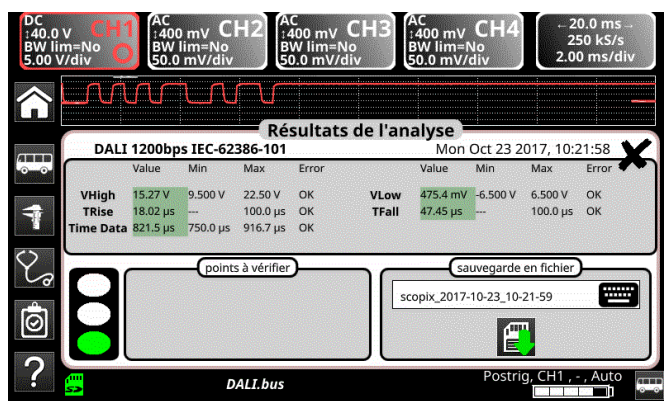 DC
↕40.0 V CH1
BW lim=No
5.00 V/div
AC
↕400 mV CH2
BW lim=No
50.0 mV/div
AC
↕400 mV CH3
BW lim=No
50.0 mV/div
AC
↕400 mV CH4
BW lim=No
50.0 mV/div
←20.0 ms→
250 kS/s
2.00 ms/div
Résultats de l'analyse
DALI 1200bps IEC-62386-101 Mon Oct 23 2017, 10:21:58
Value Min Max Error Value Min Max Error
VHigh 15.27 V 9.500 V 22.50 V OK VLow 475.4 mV -6.500 V 6.500 V OK
TRise 18.02 µs --- 100.0 µs OK TFall 47.45 µs --- 100.0 µs OK
Time Data 821.5 µs 750.0 µs 916.7 µs OK
points à vérifier
sauvegarde en fichier
scopix_2017-10-23_10-21-59
?
DALI.bus
Postrig, CH1 , - , Auto